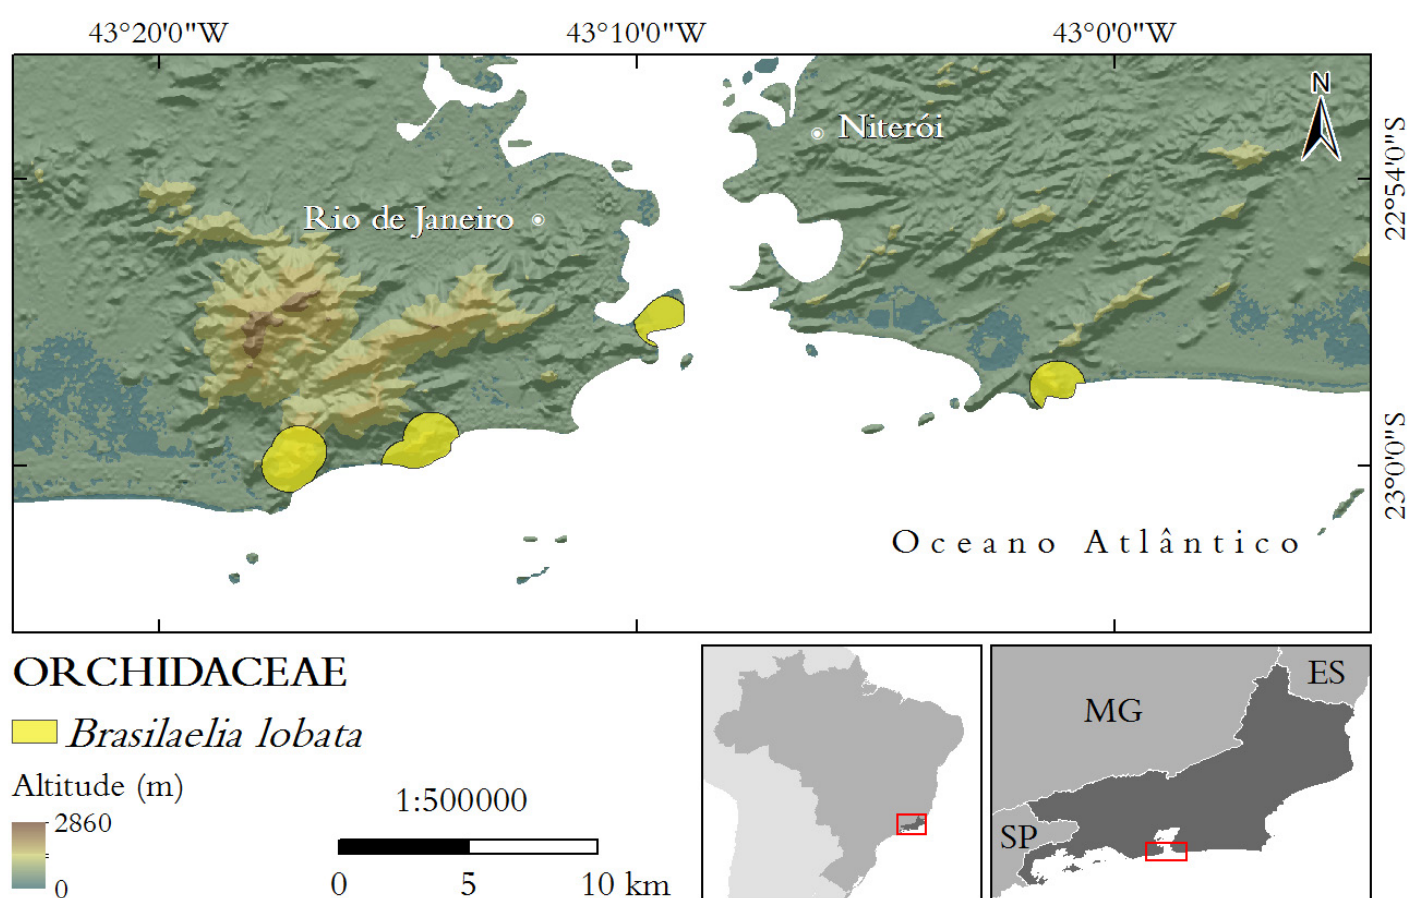 43°20'0"W
43°10'0"W
43°0'0"W
N
Niterói
22°54'0"S
Rio de Janeiro
23°0'0"S
Oceano Atlântico
ORCHIDACEAE
Brasilaelia lobata
Altitude (m)
2860
0
1:500000
0 5 10 km
MG
ES
SP